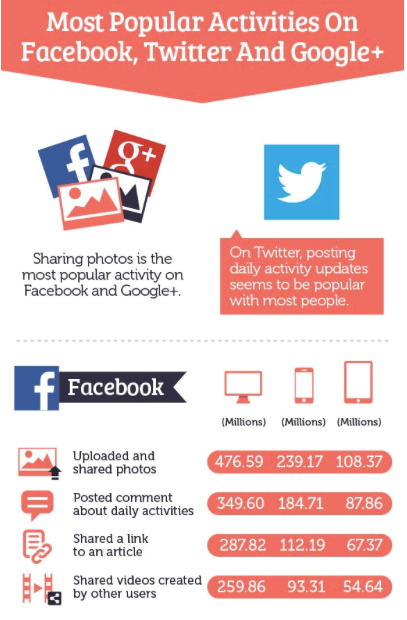 Most Popular Activities On
Facebook, Twitter And Google+
f
g+
Sharing photos is the
most popular activity on
Facebook and Google+.
On Twitter, posting
daily activity updates
seems to be popular
with most people.
f Facebook
(Millions) (Millions) (Millions)
Uploaded and
shared photos
476.59 239.17 108.37
Posted comment
about daily activities
349.60 184.71 87.86
Shared a link
to an article
287.82 112.19 67.37
Shared videos created
by other users
259.86 93.31 54.64